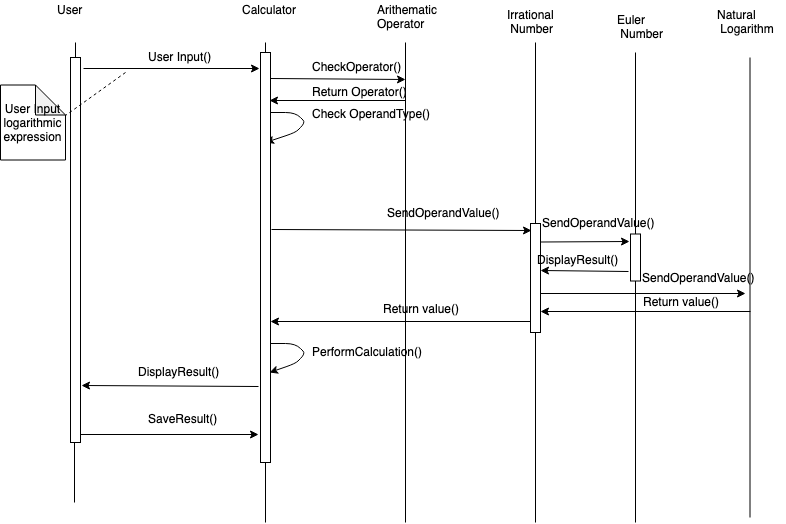 User
Calculator
Arithematic
Operator
Irrational
Number
Euler
Number
Natural
Logarithm
User Input()
CheckOperator()
Return Operator()
Check OperandType()
User Input
logarithmic
expression
SendOperandValue()
SendOperandValue()
DisplayResult()
SendOperandValue()
Return value()
Return value()
PerformCalculation()
DisplayResult()
SaveResult()